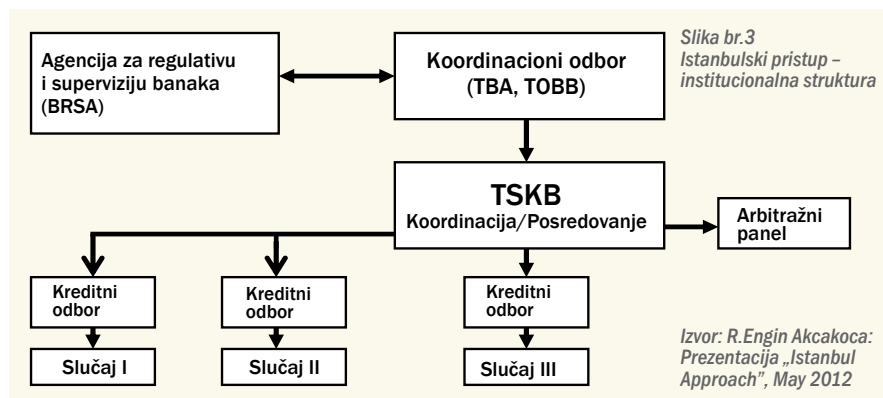 Agencija za regulativu
i superviziju banaka
(BRSA)
Koordinacioni odbor
(TBA, TOBB)
Slika br.3
Istanbulski pristup –
institucionalna struktura
TSKB
Koordinacija/Posredovanje
Arbitražni
panel
Kreditni
odbor
Kreditni
odbor
Kreditni
odbor
Slučaj I
Slučaj II
Slučaj III
Izvor: R.Engin Akcakoca:
Prezentacija „Istanbul
Approach”, May 2012